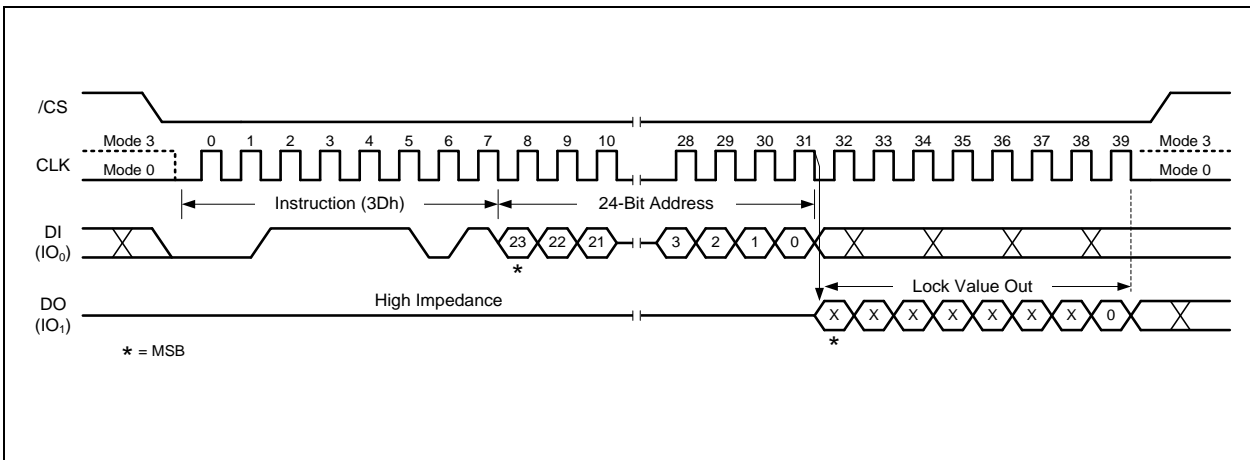 /CS
Mode 3 0 1 2 3 4 5 6 7 8 9 10 28 29 30 31 32 33 34 35 36 37 38 39 Mode 3
CLK
Mode 0 Mode 0
Instruction (3Dh) 24-Bit Address
DI
(IO₀)
23 22 21 3 2 1 0
*
Lock Value Out
High Impedance
DO
(IO₁)
X X X X X X X 0
*
* = MSB